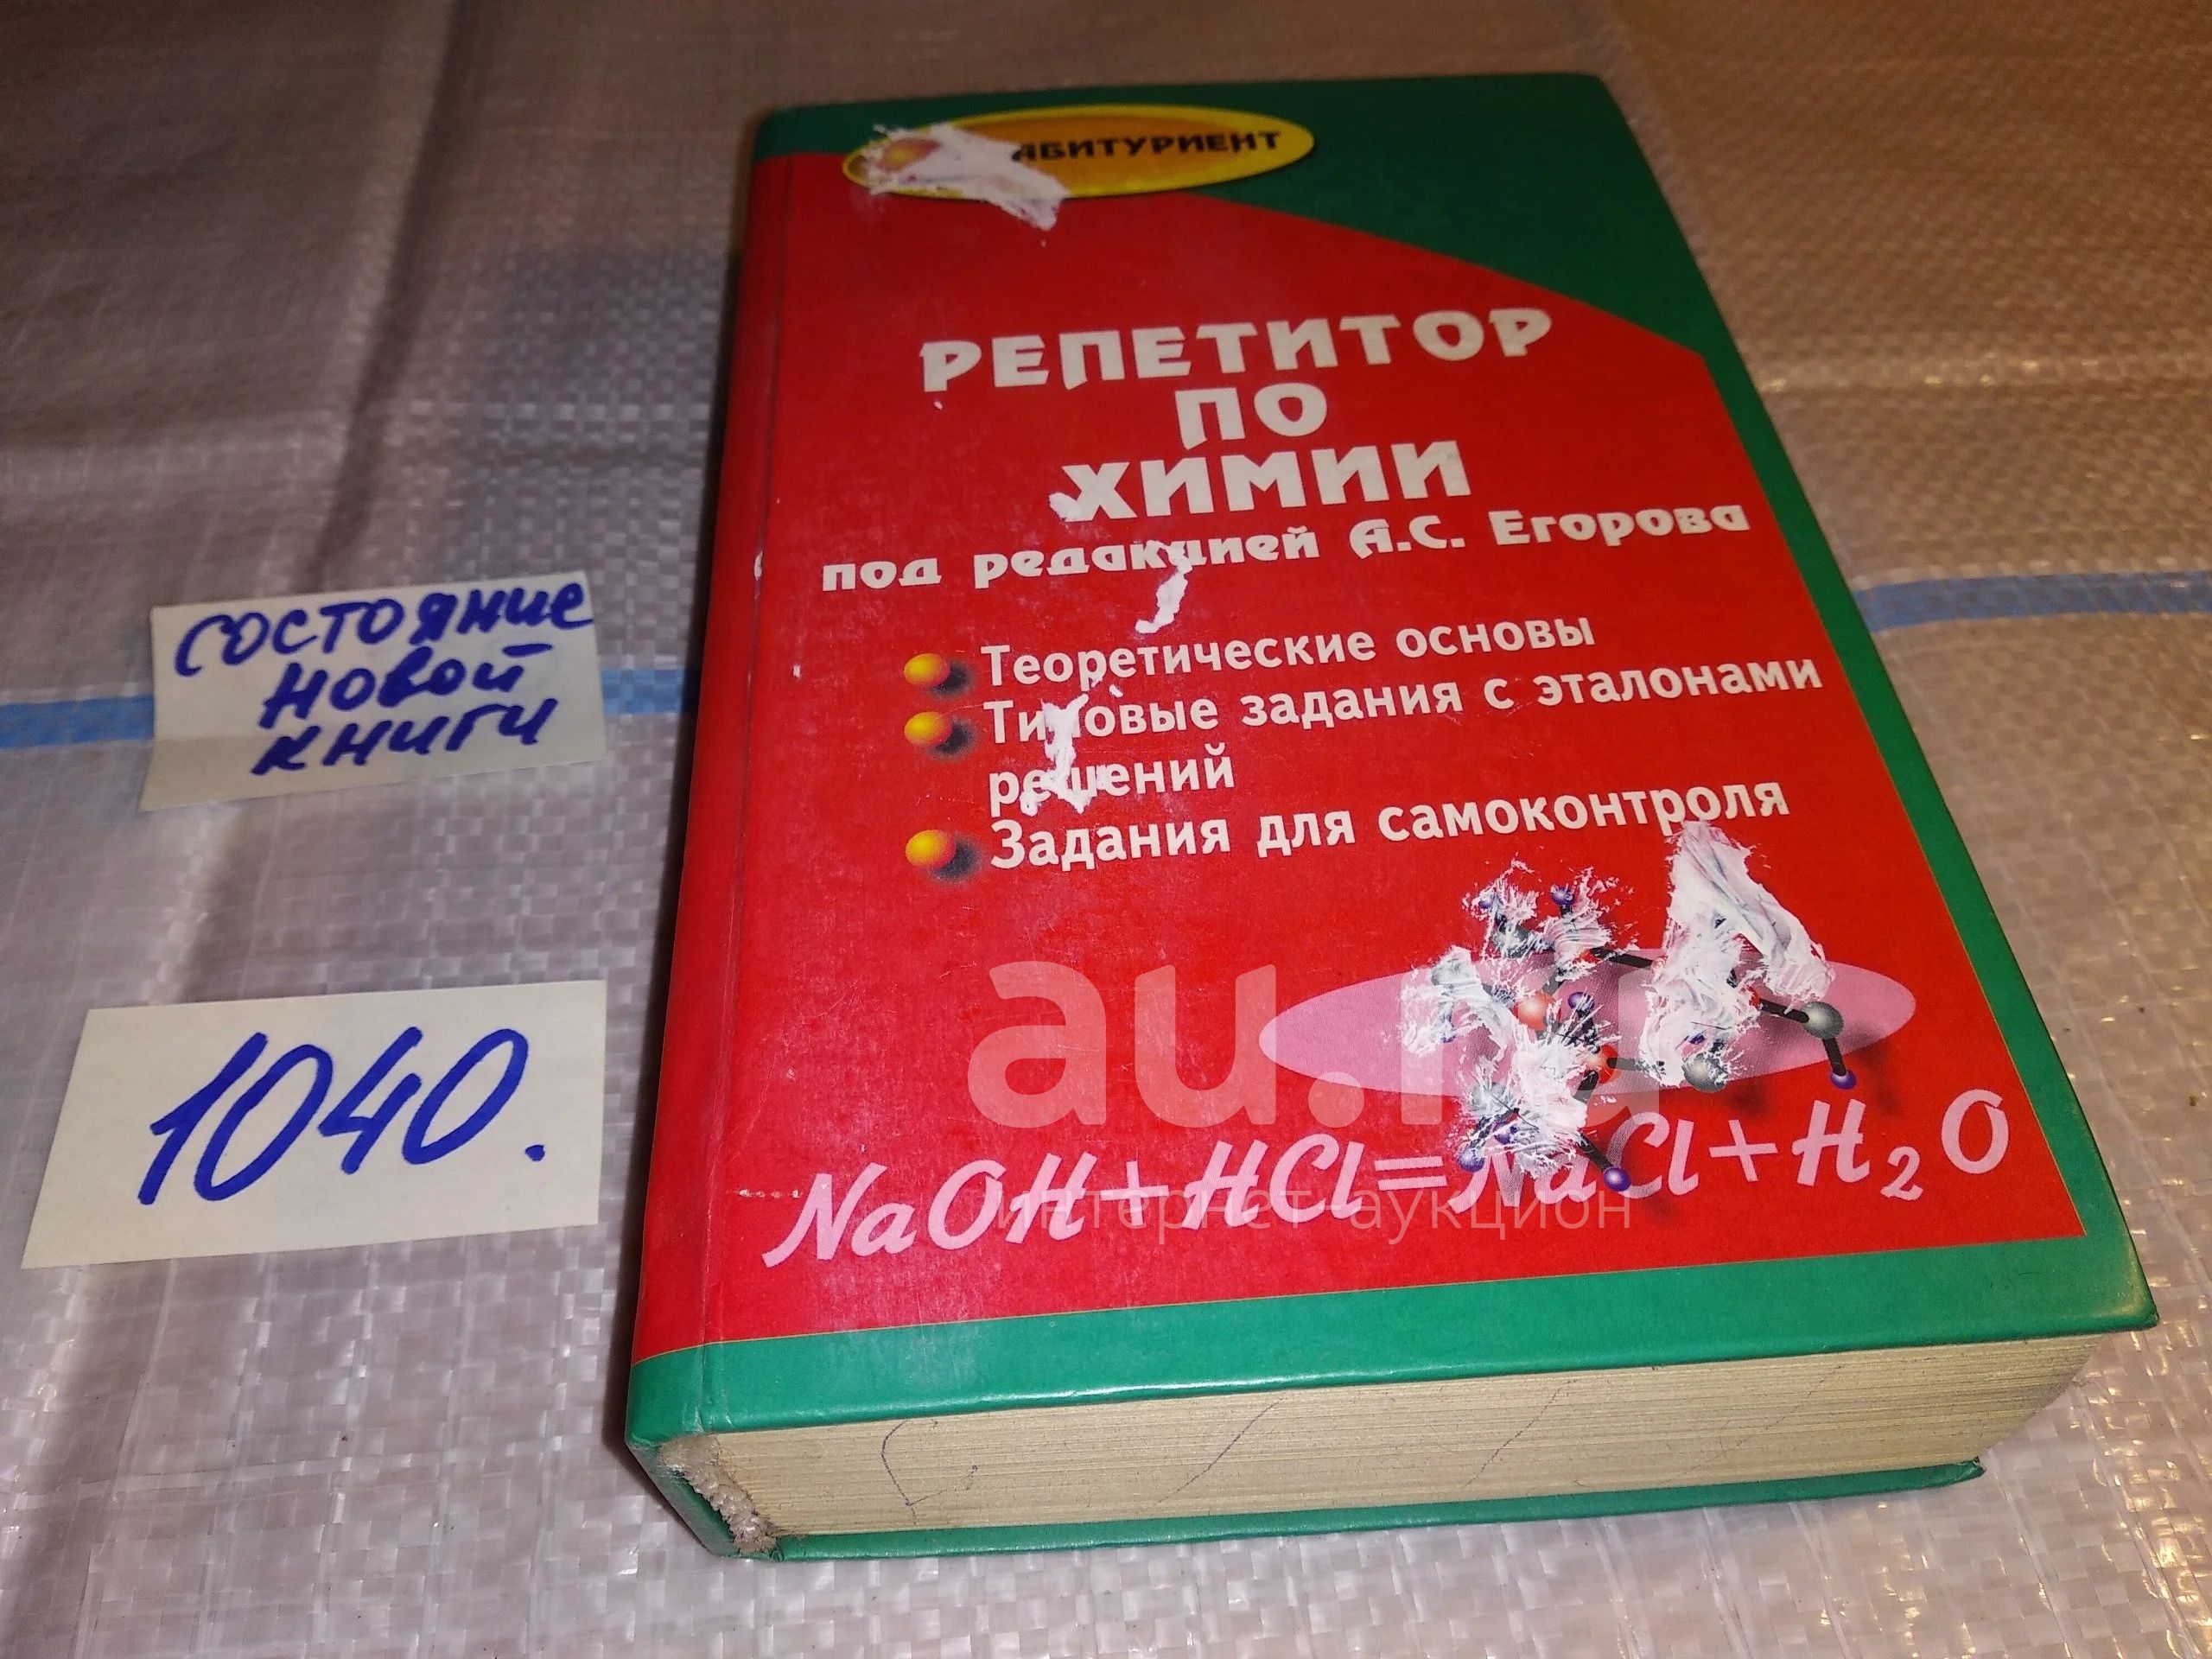 АБИТУРИЕНТ
РЕПЕТИТОР
ПО
ХИМИИ
под редакцией А.С. Егорова
Теоретические основы
Типовые задания с эталонами
решений
Задания для самоконтроля
NaOH+HCl=NaCl+H₂O
состояние
новой
книги
1040.
au.ru
интернет-аукцион